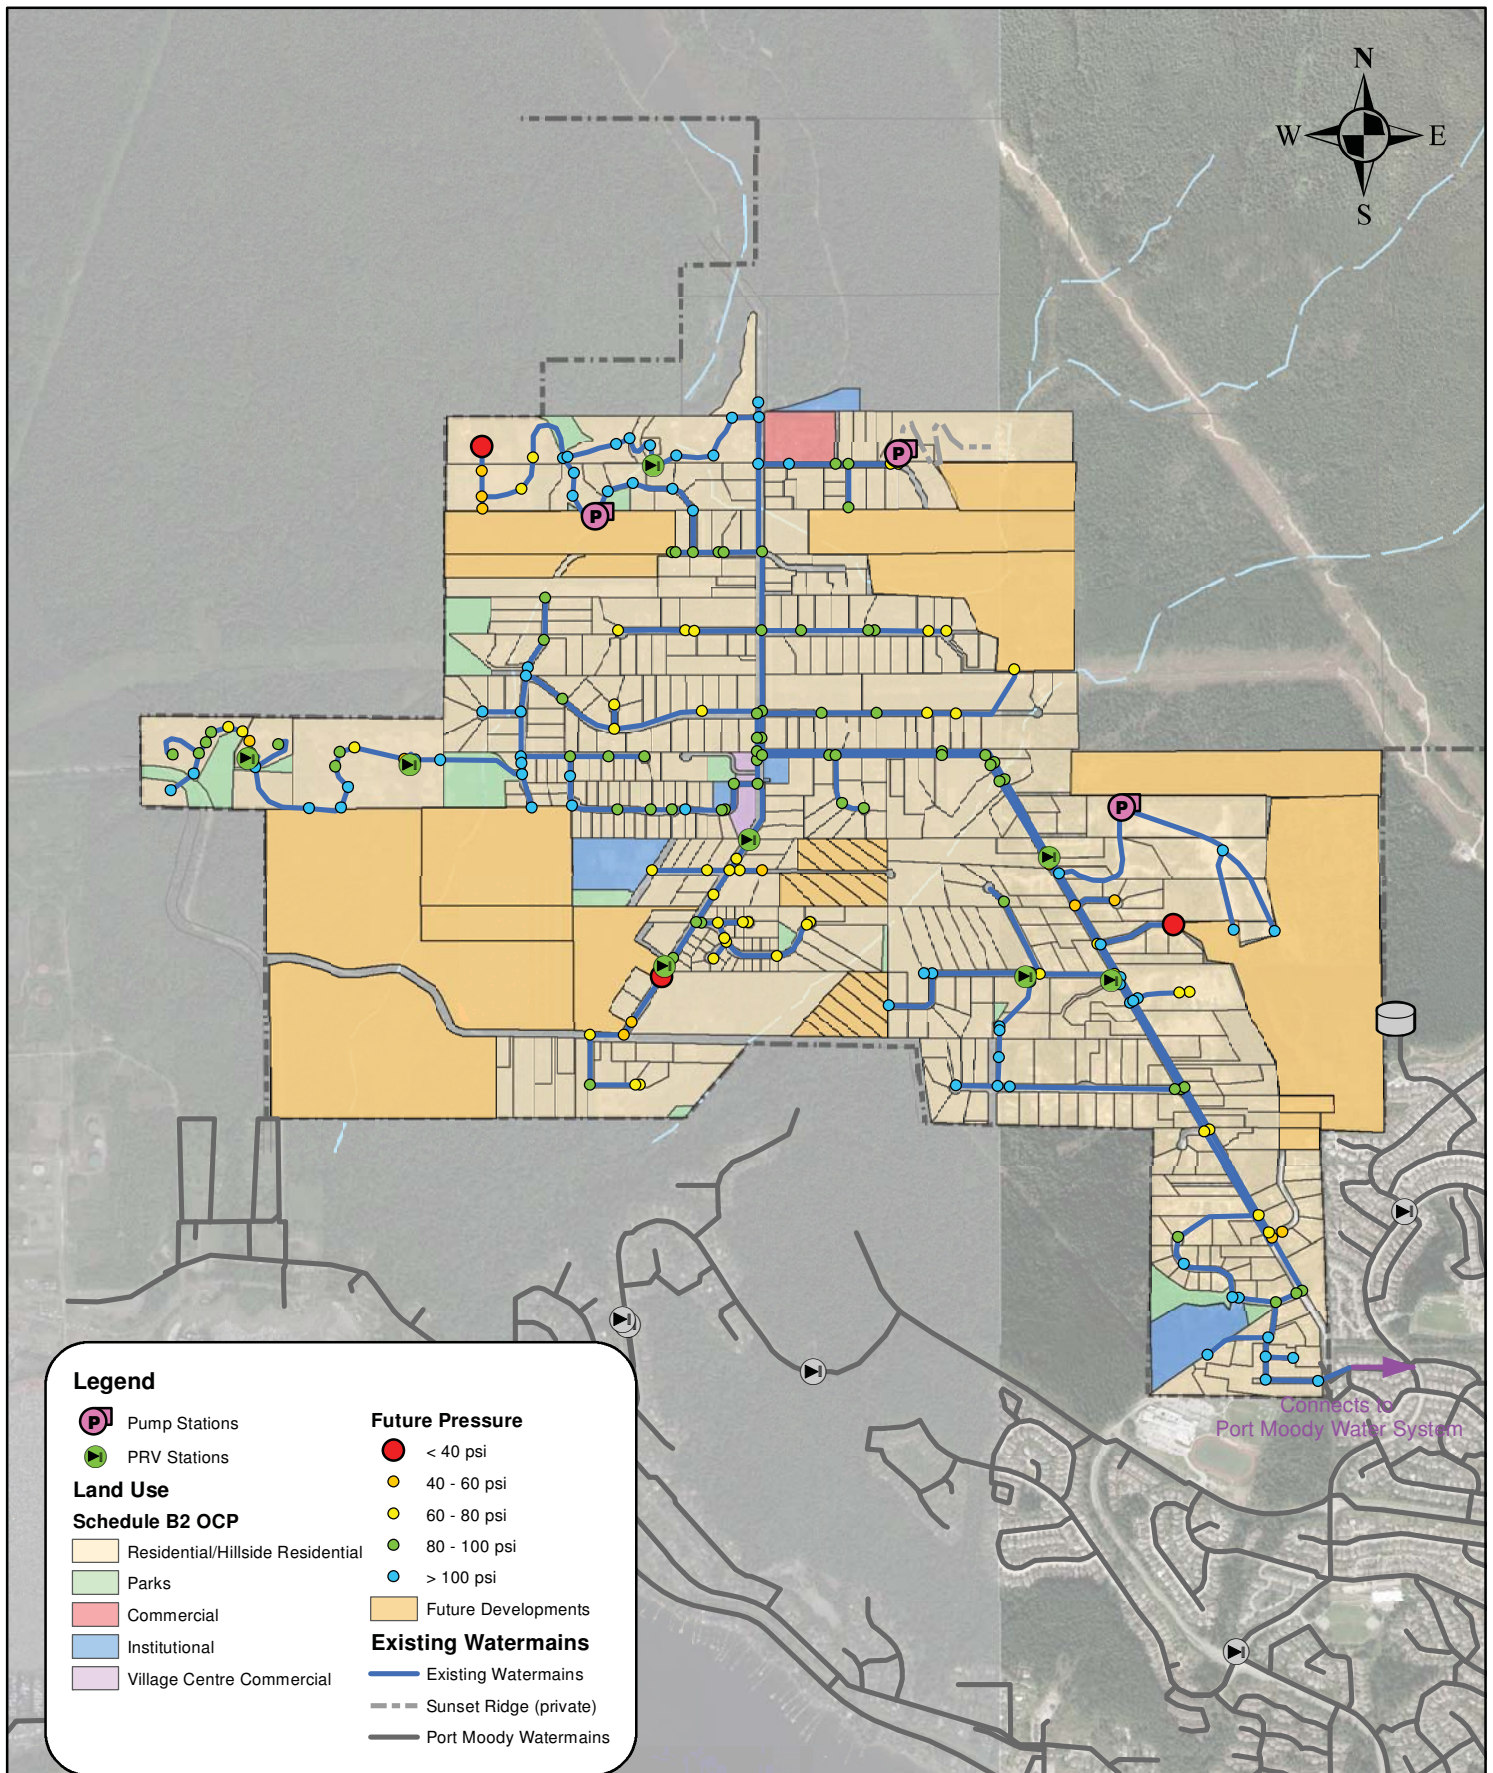 N
W E
S
P
P
P
Connects to
Port Moody Water System
Legend
P Pump Stations
PRV Stations
Land Use
Schedule B2 OCP
Residential/Hillside Residential
Parks
Commercial
Institutional
Village Centre Commercial
Future Pressure
< 40 psi
40 - 60 psi
60 - 80 psi
80 - 100 psi
> 100 psi
Future Developments
Existing Watermains
Existing Watermains
Sunset Ridge (private)
Port Moody Watermains